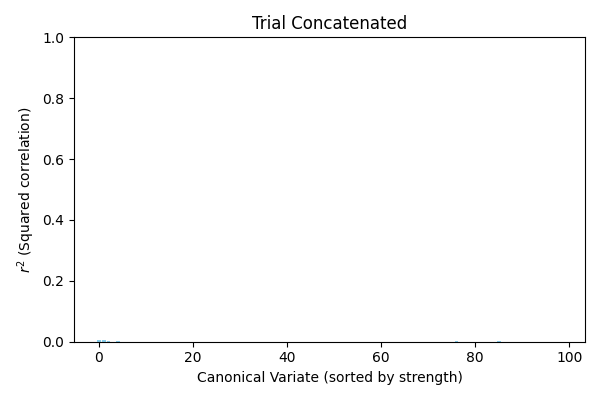 Trial Concatenated
1.0
0.8
0.6
0.4
0.2
0.0
r² (Squared correlation)
0 20 40 60 80 100
Canonical Variate (sorted by strength)